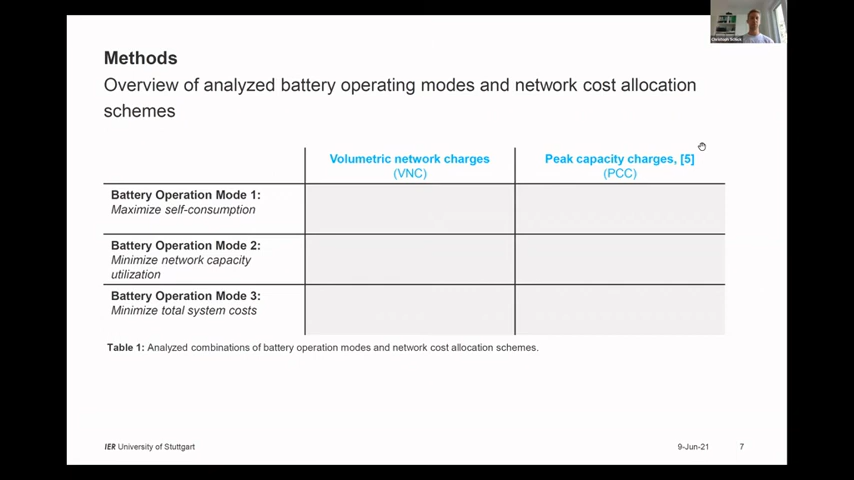 Methods
Overview of analyzed battery operating modes and network cost allocation
schemes
Volumetric network charges
(VNC)
Peak capacity charges, [5]
(PCC)
Battery Operation Mode 1:
Maximize self-consumption
Battery Operation Mode 2:
Minimize network capacity
utilization
Battery Operation Mode 3:
Minimize total system costs
Table 1: Analyzed combinations of battery operation modes and network cost allocation schemes.
IER University of Stuttgart
9-Jun-21
7